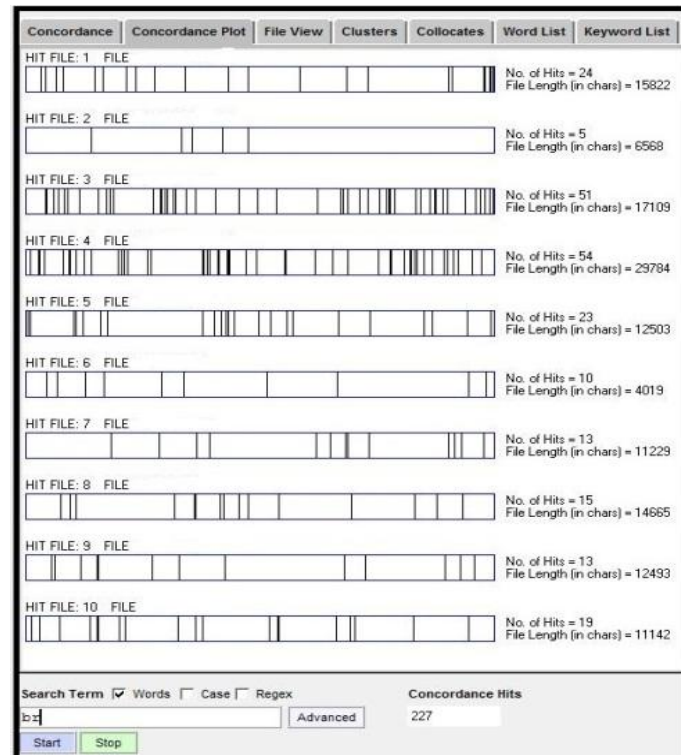 Concordance Concordance Plot File View Clusters Collocates Word List Keyword List
HIT FILE: 1 FILE
No. of Hits = 24
File Length (in chars) = 15822
HIT FILE: 2 FILE
No. of Hits = 5
File Length (in chars) = 6568
HIT FILE: 3 FILE
No. of Hits = 51
File Length (in chars) = 17109
HIT FILE: 4 FILE
No. of Hits = 54
File Length (in chars) = 29784
HIT FILE: 5 FILE
No. of Hits = 23
File Length (in chars) = 12503
HIT FILE: 6 FILE
No. of Hits = 10
File Length (in chars) = 4019
HIT FILE: 7 FILE
No. of Hits = 13
File Length (in chars) = 11229
HIT FILE: 8 FILE
No. of Hits = 15
File Length (in chars) = 14665
HIT FILE: 9 FILE
No. of Hits = 13
File Length (in chars) = 12493
HIT FILE: 10 FILE
No. of Hits = 19
File Length (in chars) = 11142
Search Term Words Case Regex Concordance Hits
br Advanced 227
Start Stop